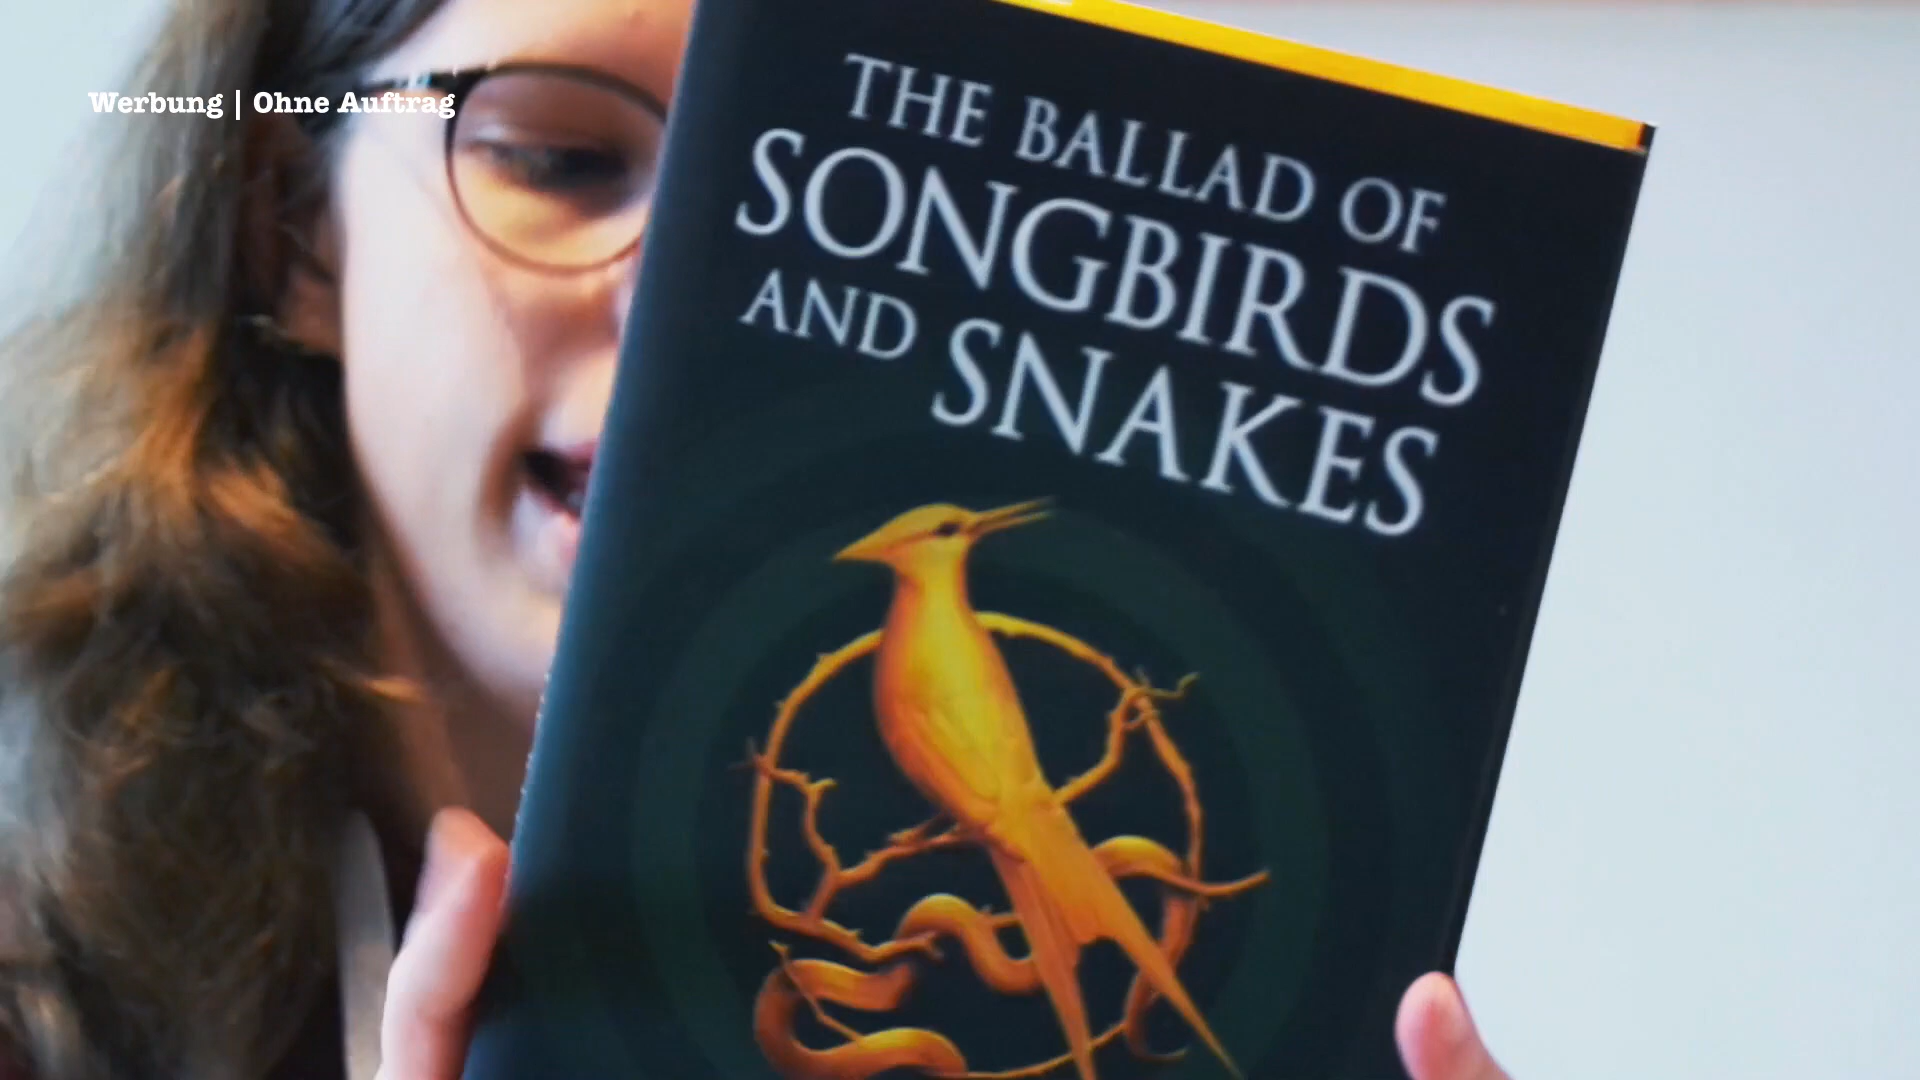 Werbung | Ohne Auftrag
THE BALLAD OF
SONGBIRDS
AND SNAKES